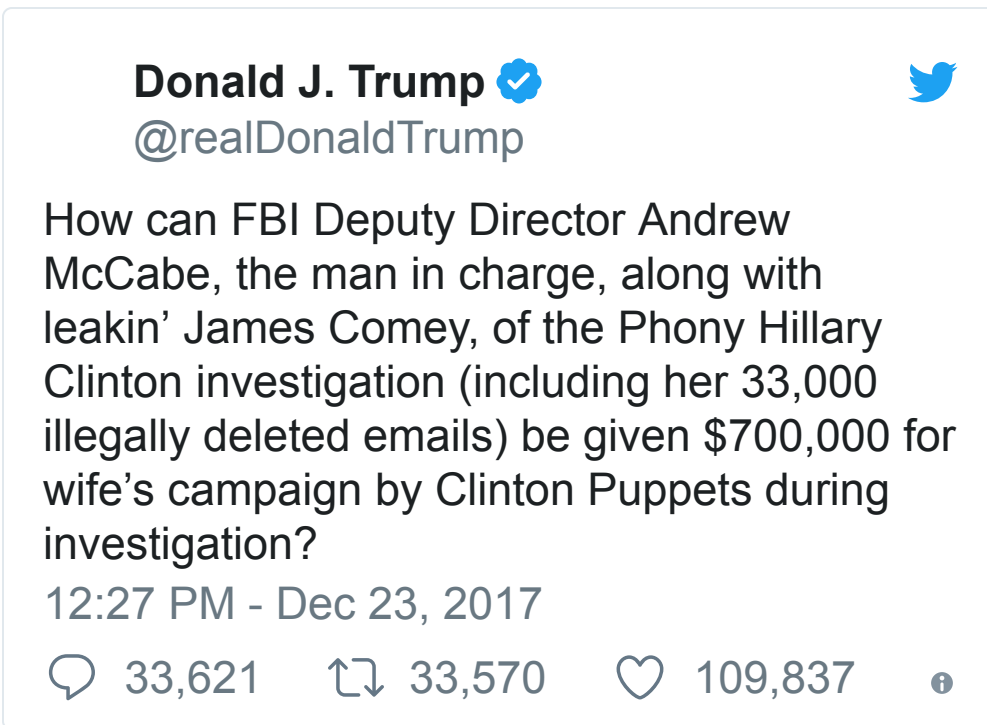 Donald J. Trump
@realDonaldTrump
How can FBI Deputy Director Andrew
McCabe, the man in charge, along with
leakin’ James Comey, of the Phony Hillary
Clinton investigation (including her 33,000
illegally deleted emails) be given $700,000 for
wife’s campaign by Clinton Puppets during
investigation?
12:27 PM - Dec 23, 2017
33,621 33,570 109,837